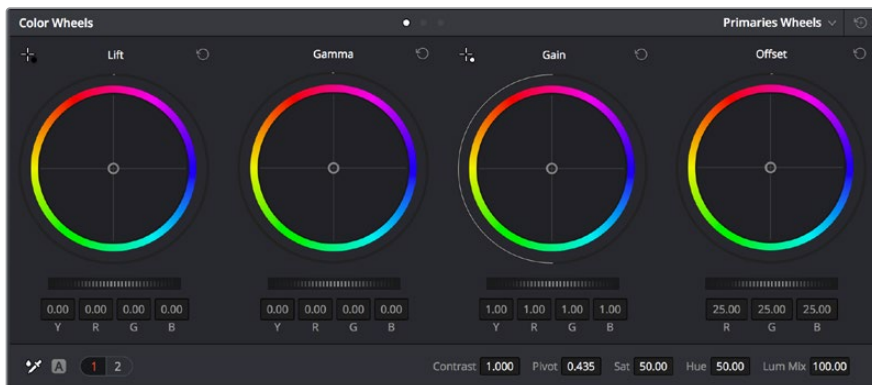 Color Wheels Primaries Wheels
Lift Gamma Gain Offset
0.00 0.00 0.00 0.00 0.00 0.00 0.00 0.00 1.00 1.00 1.00 1.00 25.00 25.00 25.00
Y R G B Y R G B Y R G B R G B
A 1 2 Contrast 1.000 Pivot 0.435 Sat 50.00 Hue 50.00 Lum Mix 100.00